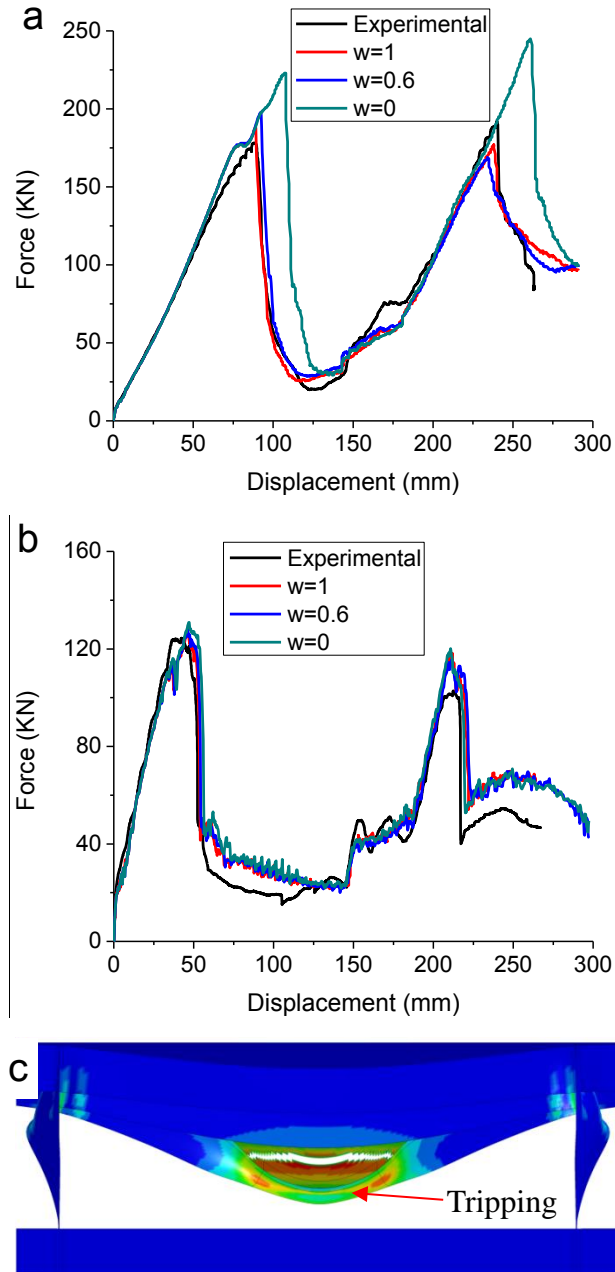 a
Experimental
w=1
w=0.6
w=0
250
200
150
100
50
0
Force (KN)
0 50 100 150 200 250 300
Displacement (mm)
b
Experimental
w=1
w=0.6
w=0
160
120
80
40
0
Force (KN)
0 50 100 150 200 250 300
Displacement (mm)
c
Tripping